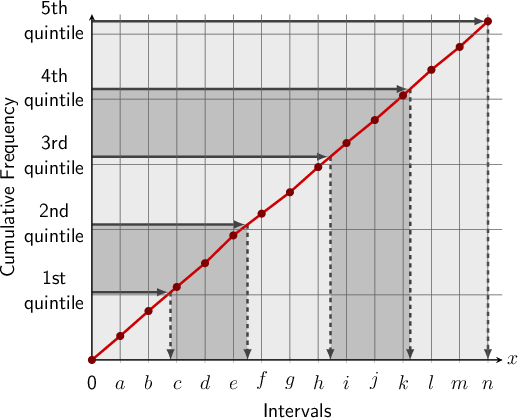 5th
quintile
4th
quintile
3rd
quintile
2nd
quintile
1st
quintile
Cumulative Frequency
0 a b c d e f g h i j k l m n x
Intervals